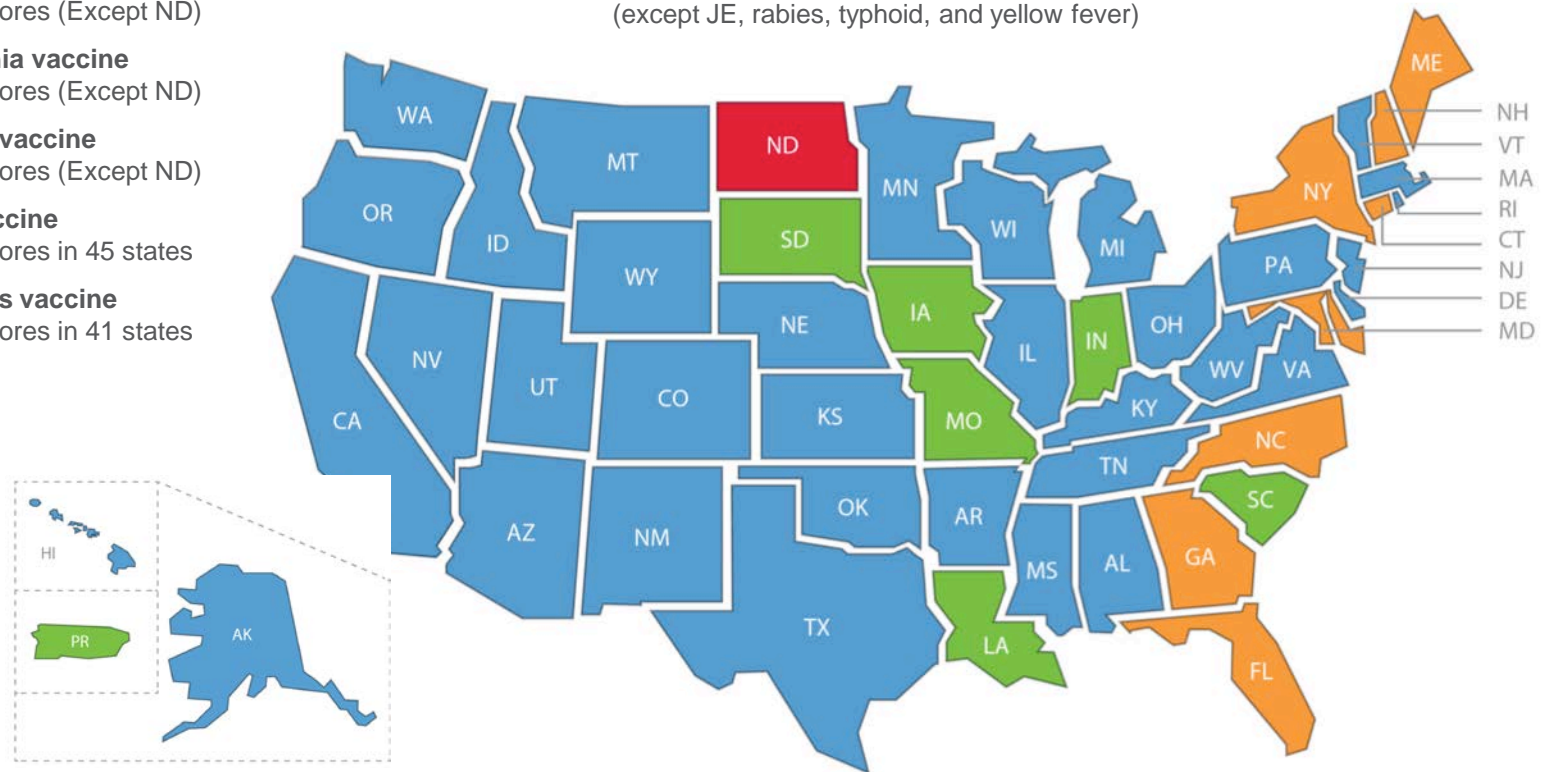 ores (Except ND)
ia vaccine
ores (Except ND)
vaccine
ores (Except ND)
ccine
ores in 45 states
s vaccine
ores in 41 states
(except JE, rabies, typhoid, and yellow fever)
WA
OR
CA
NV
ID
MT
WY
UT
CO
AZ
NM
ND
SD
NE
KS
OK
TX
MN
IA
MO
AR
LA
WI
IL
MI
IN
OH
KY
TN
MS
AL
GA
FL
SC
NC
VA
WV
PA
NY
ME
NH
VT
MA
RI
CT
NJ
DE
MD
HI
PR
AK